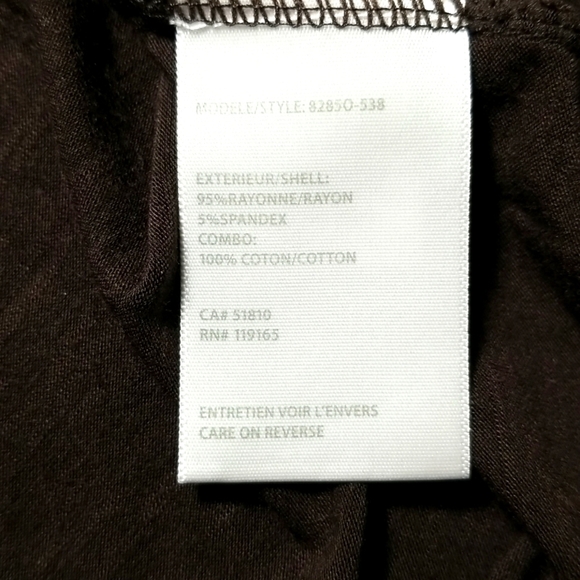 MODELE/STYLE: 8285O-538
EXTERIEUR/SHELL:
95%RAYONNE/RAYON
5%SPANDEX
COMBO:
100% COTON/COTTON
CA# 51810
RN# 119165
ENTRETIEN VOIR L'ENVERS
CARE ON REVERSE